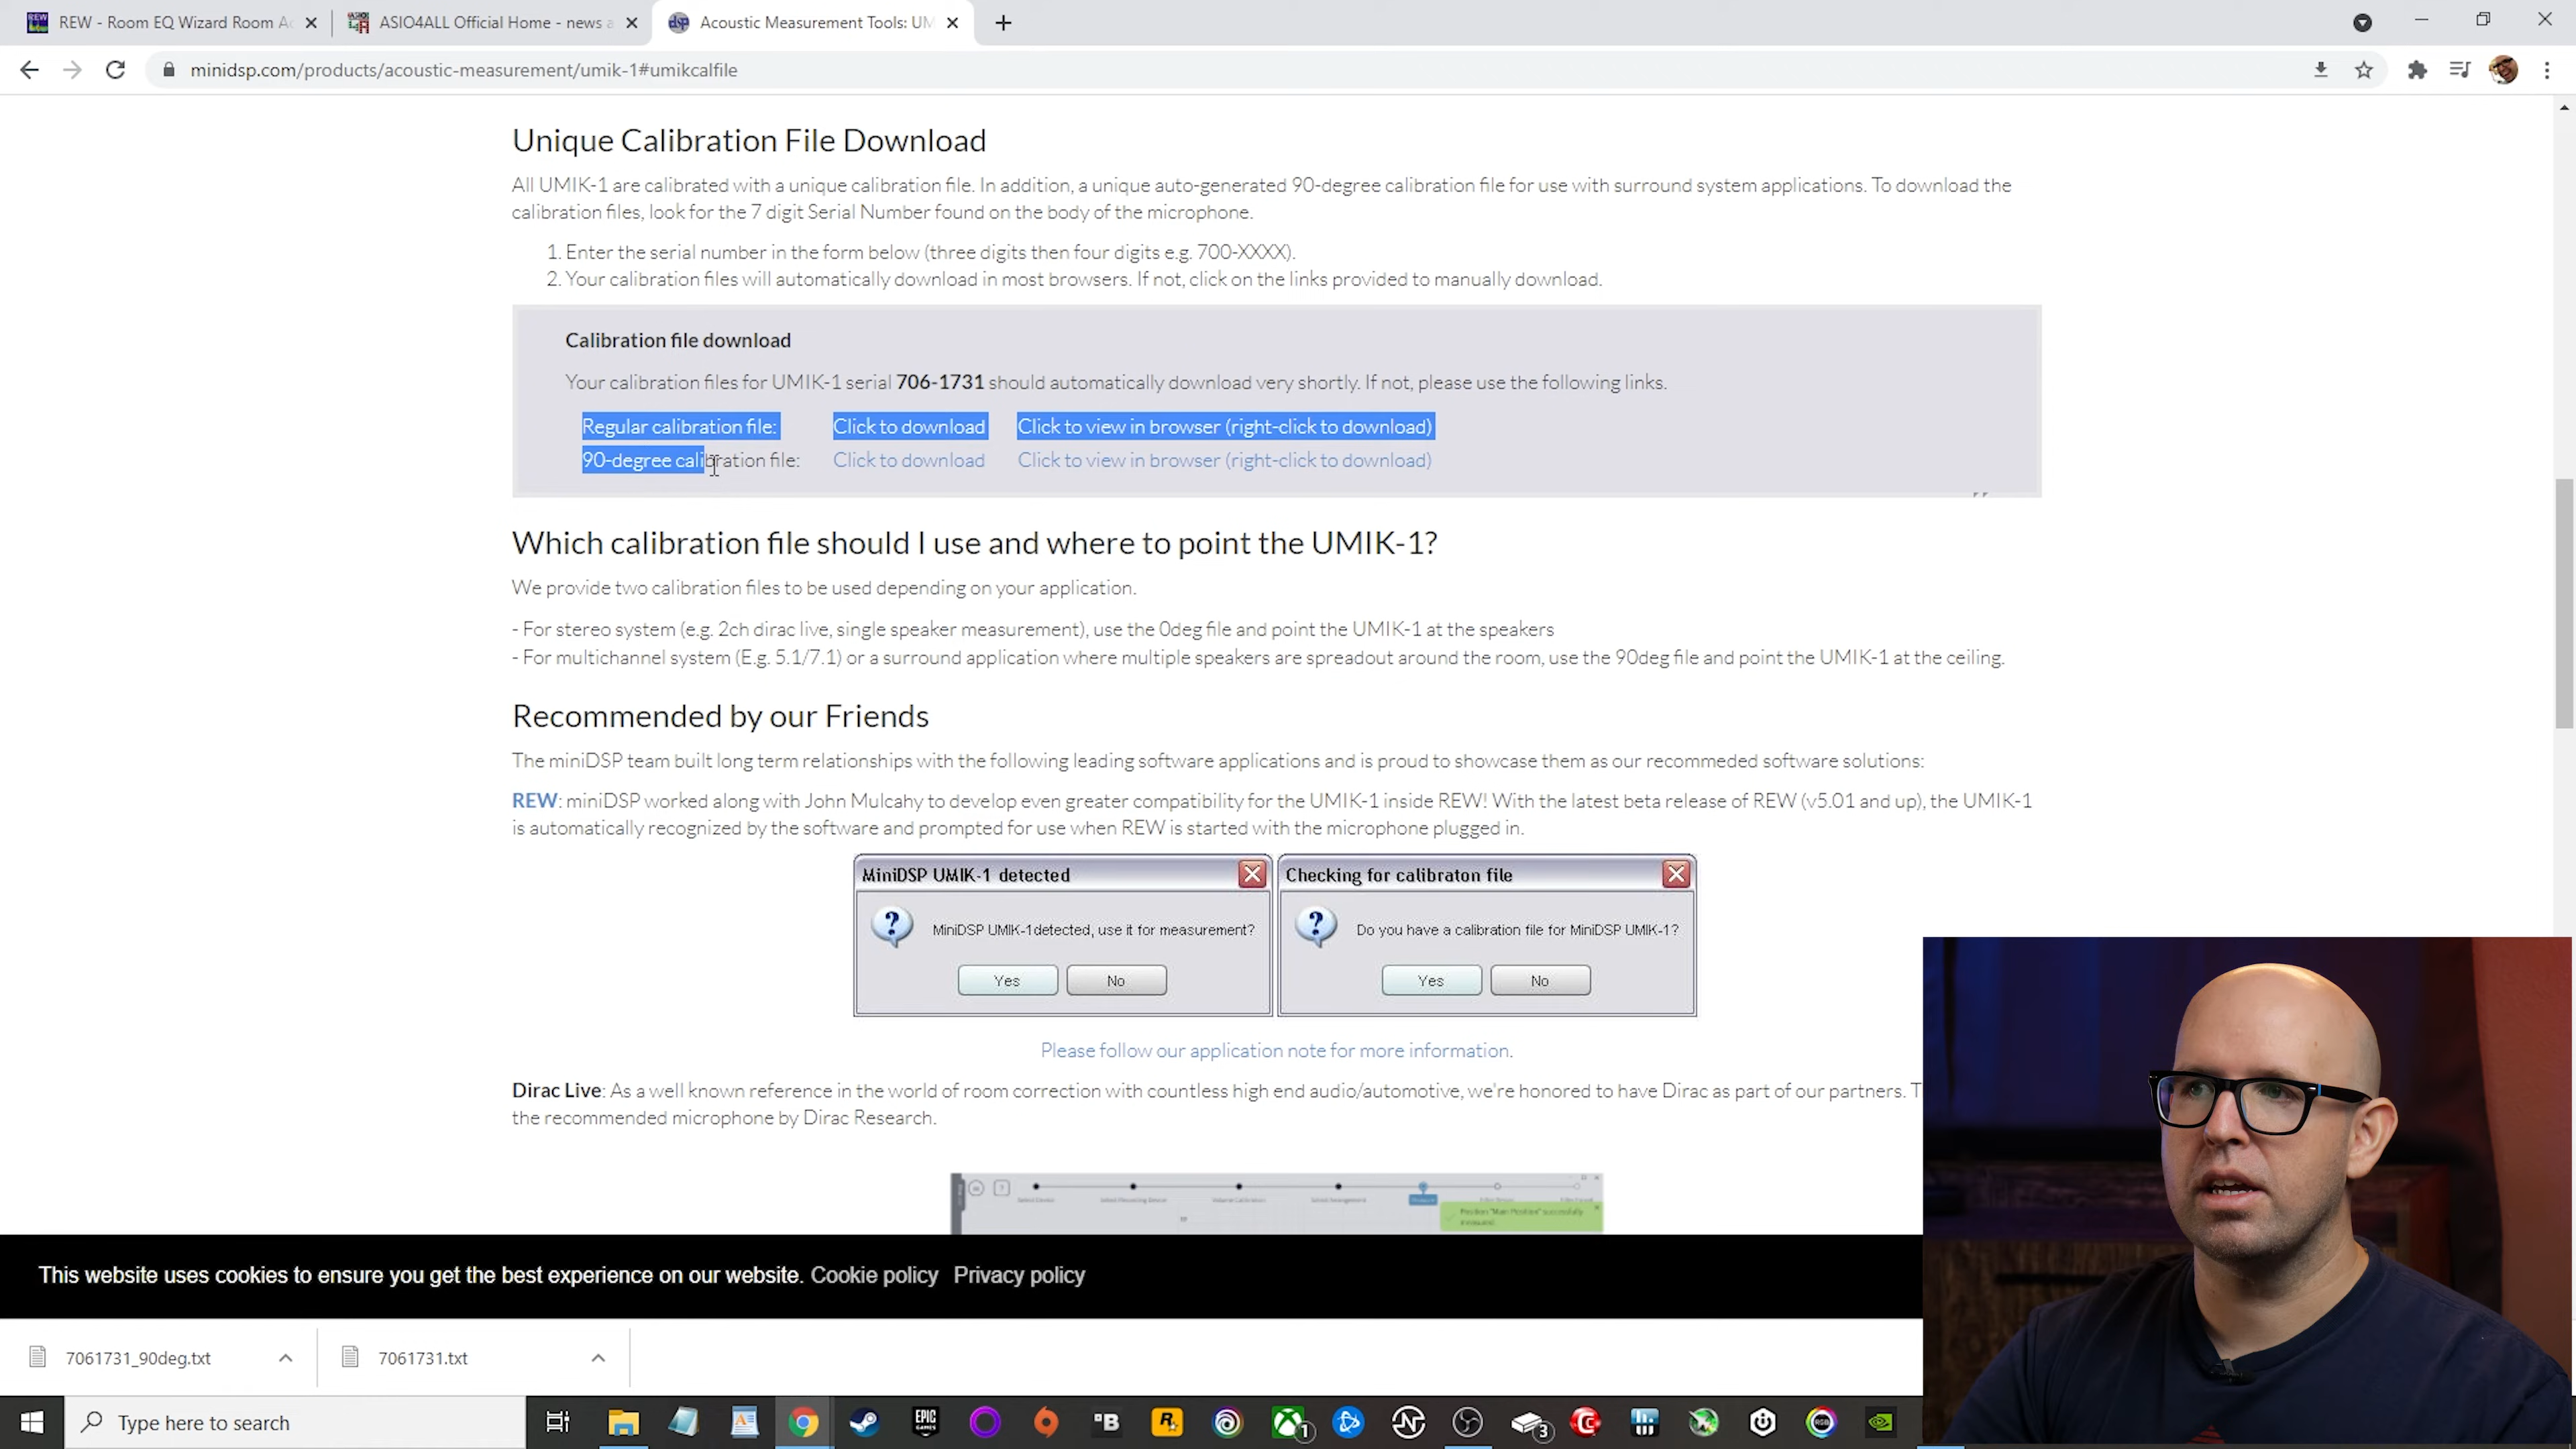 REW - Room EQ Wizard Room Ac
ASIO4ALL Official Home - news a
Acoustic Measurement Tools: UM
minidsp.com/products/acoustic-measurement/umik-1#umikcalfile
Unique Calibration File Download
All UMIK-1 are calibrated with a unique calibration file. In addition, a unique auto-generated 90-degree calibration file for use with surround system applications. To download the
calibration files, look for the 7 digit Serial Number found on the body of the microphone.
1. Enter the serial number in the form below (three digits then four digits e.g. 700-XXXX).
2. Your calibration files will automatically download in most browsers. If not, click on the links provided to manually download.
Calibration file download
Your calibration files for UMIK-1 serial 706-1731 should automatically download very shortly. If not, please use the following links.
Regular calibration file: Click to download Click to view in browser (right-click to download)
90-degree calibration file: Click to download Click to view in browser (right-click to download)
Which calibration file should I use and where to point the UMIK-1?
We provide two calibration files to be used depending on your application.
- For stereo system (e.g. 2ch dirac live, single speaker measurement), use the 0deg file and point the UMIK-1 at the speakers
- For multichannel system (E.g. 5.1/7.1) or a surround application where multiple speakers are spreadout around the room, use the 90deg file and point the UMIK-1 at the ceiling.
Recommended by our Friends
The miniDSP team built long term relationships with the following leading software applications and is proud to showcase them as our recommeded software solutions:
REW: miniDSP worked along with John Mulcahy to develop even greater compatibility for the UMIK-1 inside REW! With the latest beta release of REW (v5.01 and up), the UMIK-1
is automatically recognized by the software and prompted for use when REW is started with the microphone plugged in.
MiniDSP UMIK-1 detected
MiniDSP UMIK-1detected, use it for measurement?
Yes No
Checking for calibraton file
Do you have a calibration file for MiniDSP UMIK-1?
Yes No
Please follow our application note for more information.
Dirac Live: As a well known reference in the world of room correction with countless high end audio/automotive, we're honored to have Dirac as part of our partners. T
the recommended microphone by Dirac Research.
Position "Main Position" successfully
measured
This website uses cookies to ensure you get the best experience on our website. Cookie policy Privacy policy
7061731_90deg.txt
7061731.txt
Type here to search
EPIC
GAMES
1
3